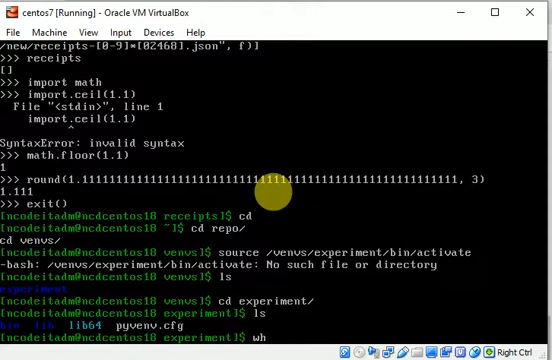 centos7 [Running] - Oracle VM VirtualBox
File Machine View Input Devices Help
/new/receipts-[0-9]*[02468].json", f)]
>>> receipts
[]
>>> import math
>>> import.ceil(1.1)
File "<stdin>", line 1
import.ceil(1.1)
^
SyntaxError: invalid syntax
>>> math.floor(1.1)
1
>>> round(1.11111111111111111111111111111111111111111111111111111111111, 3)
1.111
>>> exit()
[ncodeitadm@ncdcentos18 receipts]$ cd
[ncodeitadm@ncdcentos18 ~]$ cd repo/
cd venvs/
[ncodeitadm@ncdcentos18 venvs]$ source /venvs/experiment/bin/activate
-bash: /venvs/experiment/bin/activate: No such file or directory
[ncodeitadm@ncdcentos18 venvs]$ ls
experiment
[ncodeitadm@ncdcentos18 venvs]$ cd experiment/
[ncodeitadm@ncdcentos18 experiment]$ ls
bin lib lib64 pyvenv.cfg
[ncodeitadm@ncdcentos18 experiment]$ wh
Right Ctrl